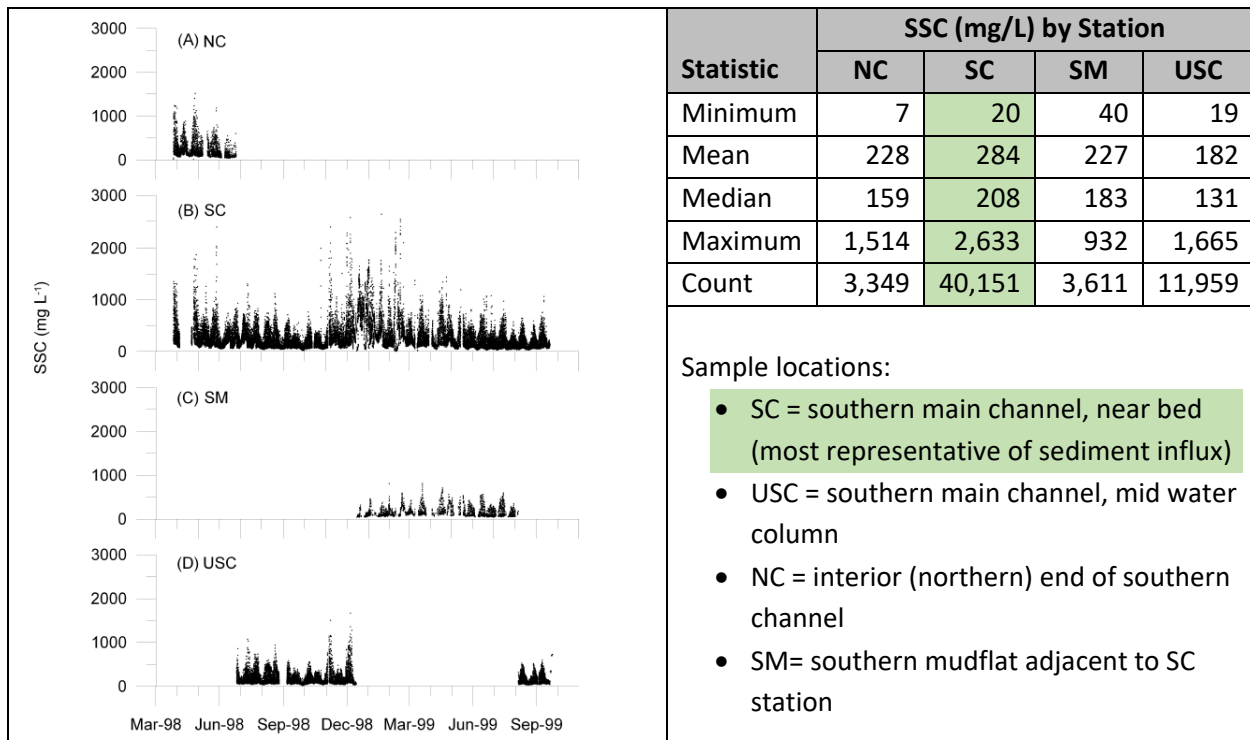 3000
(A) NC
2000
1000
0
3000
(B) SC
2000
1000
0
SSC (mg L-1)
(C) SM
3000
2000
1000
0
3000
(D) USC
2000
1000
0
Mar-98 Jun-98 Sep-98 Dec-98 Mar-99 Jun-99 Sep-99
SSC (mg/L) by Station
Statistic NC SC SM USC
Minimum 7 20 40 19
Mean 228 284 227 182
Median 159 208 183 131
Maximum 1,514 2,633 932 1,665
Count 3,349 40,151 3,611 11,959
Sample locations:
• SC = southern main channel, near bed
(most representative of sediment influx)
• USC = southern main channel, mid water
column
• NC = interior (northern) end of southern
channel
• SM= southern mudflat adjacent to SC
station